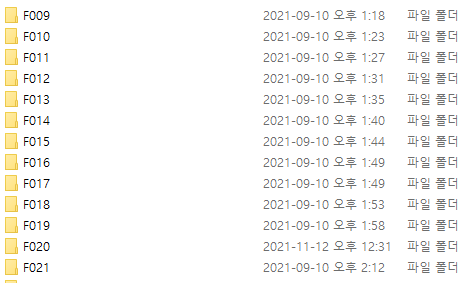 F009 2021-09-10 오후 1:18 파일 폴더
F010 2021-09-10 오후 1:23 파일 폴더
F011 2021-09-10 오후 1:27 파일 폴더
F012 2021-09-10 오후 1:31 파일 폴더
F013 2021-09-10 오후 1:35 파일 폴더
F014 2021-09-10 오후 1:40 파일 폴더
F015 2021-09-10 오후 1:44 파일 폴더
F016 2021-09-10 오후 1:49 파일 폴더
F017 2021-09-10 오후 1:49 파일 폴더
F018 2021-09-10 오후 1:53 파일 폴더
F019 2021-09-10 오후 1:58 파일 폴더
F020 2021-11-12 오후 12:31 파일 폴더
F021 2021-09-10 오후 2:12 파일 폴더